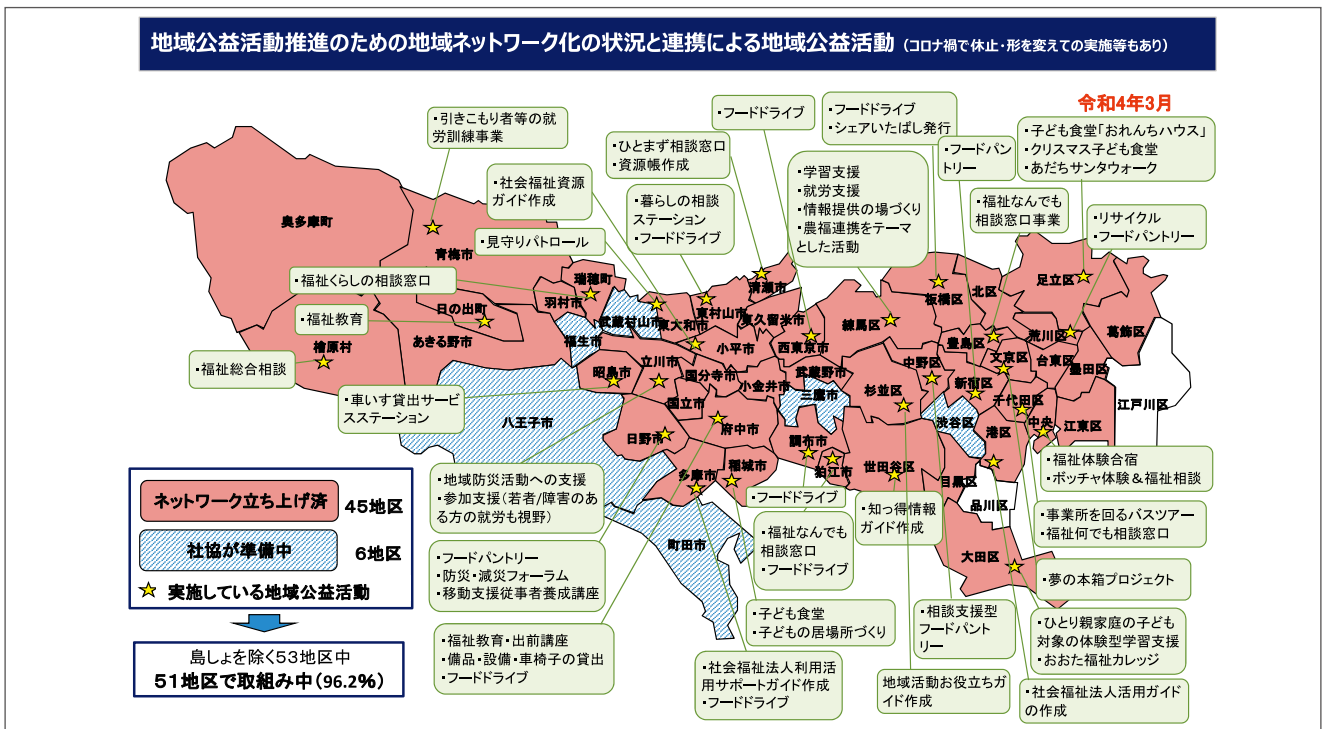 地域公益活動推進のための地域ネットワーク化の状況と連携による地域公益活動（コロナ禍で休止・形を変えての実施等もあり）
令和4年3月
・引きこもり者等の就
労訓練事業
・社会福祉資源
ガイド作成
・見守りパトロール
・福祉くらしの相談窓口
・福祉教育
・福祉総合相談
・ひとまず相談窓口
・資源帳作成
・暮らしの相談
ステーション
・フードドライブ
・フードドライブ
・フードドライブ
・シェアいたばし発行
・学習支援
・就労支援
・情報提供の場づくり
・農福連携をテーマ
とした活動
・フードパン
トリー
・福祉なんでも
相談窓口事業
・子ども食堂「おれんちハウス」
・クリスマス子ども食堂
・あだちサンタウォーク
・リサイクル
・フードパントリー
奥多摩町
青梅市
瑞穂町
羽村市
日の出町
あきる野市
檜原村
福生市
武蔵村山市
東大和市
東村山市
清瀬市
東久留米市
小平市
西東京市
昭島市
立川市
国分寺市
小金井市
武蔵野市
三鷹市
国立市
府中市
調布市
狛江市
八王子市
日野市
多摩市
稲城市
町田市
練馬区
板橋区
北区
足立区
葛飾区
荒川区
豊島区
文京区
台東区
墨田区
中野区
新宿区
千代田区
杉並区
渋谷区
港区
中央
江東区
江戸川区
世田谷区
目黒区
品川区
大田区
・車いす貸出サービ
スステーション
・地域防災活動への支援
・参加支援（若者/障害のあ
る方の就労も視野）
・フードパントリー
・防災・減災フォーラム
・移動支援従事者養成講座
・福祉教育・出前講座
・備品・設備・車椅子の貸出
・フードドライブ
・フードドライブ
・福祉なんでも
相談窓口
・フードドライブ
・子ども食堂
・子どもの居場所づくり
・社会福祉法人利用活
用サポートガイド作成
・フードドライブ
・知っ得情報
ガイド作成
・相談支援型
フードパント
リー
地域活動お役立ちガ
イド作成
・福祉体験合宿
・ボッチャ体験＆福祉相談
・事業所を回るバスツアー
・福祉何でも相談窓口
・夢の本箱プロジェクト
・ひとり親家庭の子ども
対象の体験型学習支援
・おおた福祉カレッジ
・社会福祉法人活用ガイド
の作成
ネットワーク立ち上げ済 45地区
社協が準備中 6地区
実施している地域公益活動
島しょを除く53地区中
51地区で取組み中（96.2%）